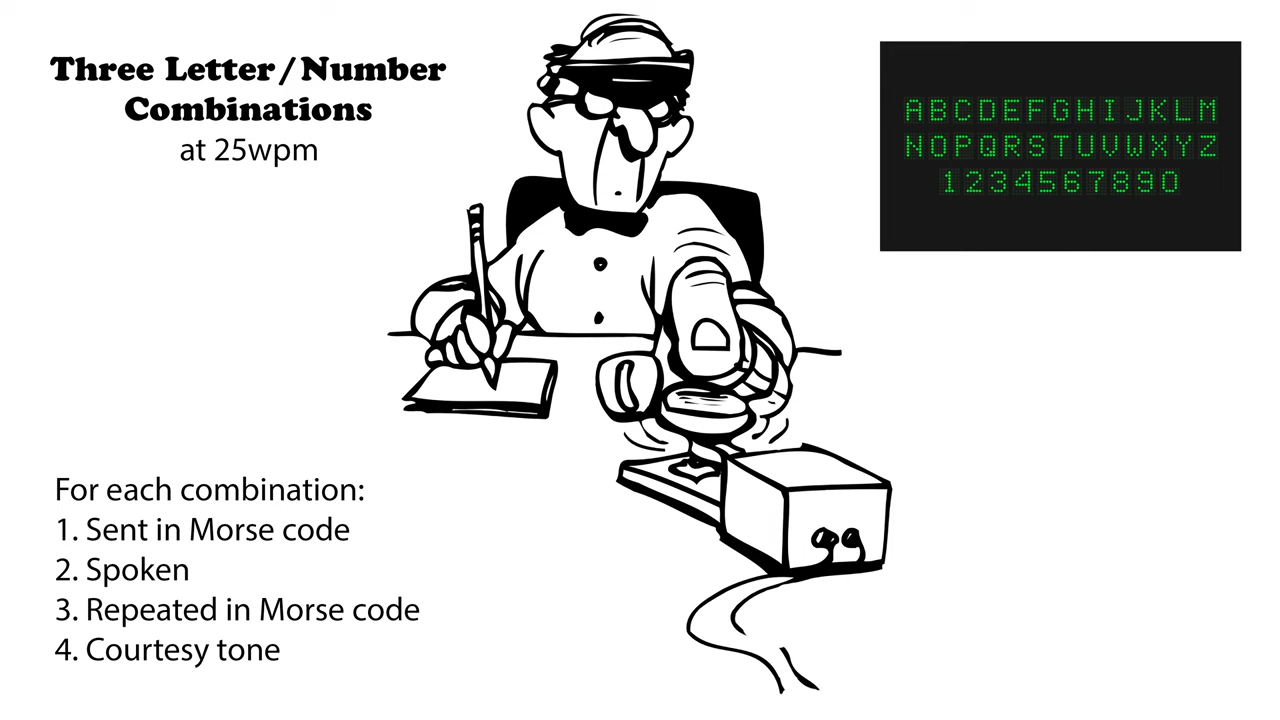 Three Letter/Number
Combinations
at 25wpm
ABCDEFGHIJKLM
NOPQRSTUVWXYZ
1234567890
For each combination:
1. Sent in Morse code
2. Spoken
3. Repeated in Morse code
4. Courtesy tone